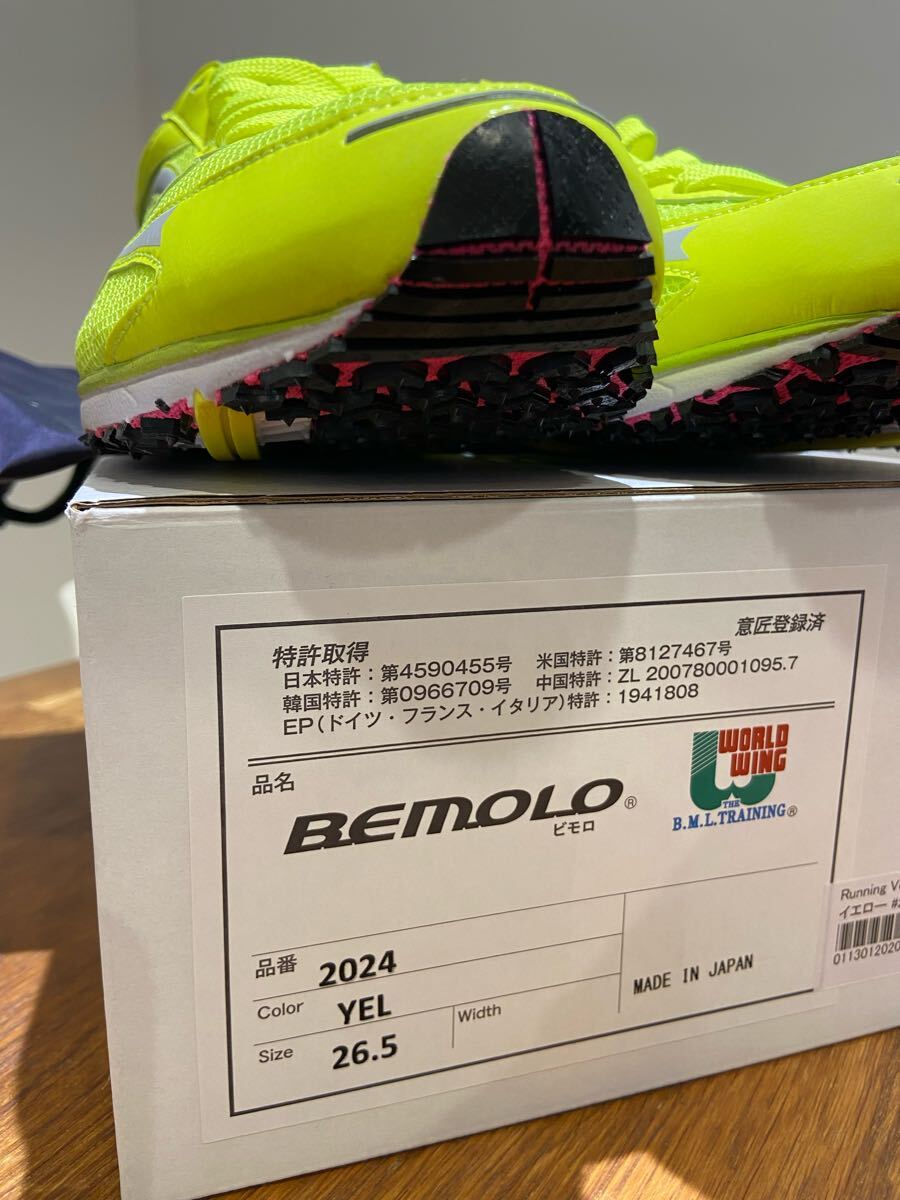 特許取得
意匠登録済
日本特許：第4590455号 米国特許：第8127467号
韓国特許：第0966709号 中国特許：ZL 200780001095.7
EP（ドイツ・フランス・イタリア）特許：1941808
品名
BEMOLO®
ビモロ
WORLD
WING
THE
B.M.L.TRAINING®
品番 2024
Color YEL
Size 26.5
Width
MADE IN JAPAN
Running
イエロー
0113012020